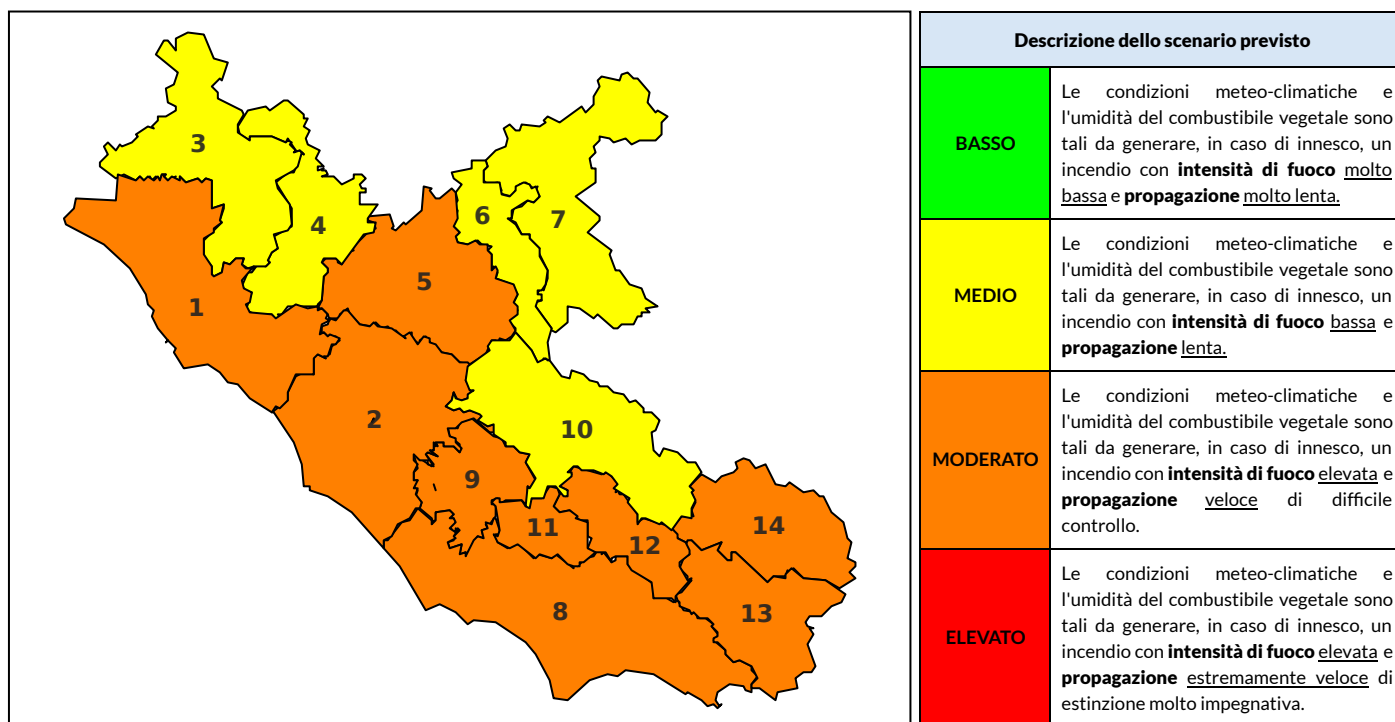 3
4
6
7
5
1
2
10
9
11
12
14
8
13
Descrizione dello scenario previsto
BASSO
Le condizioni meteo-climatiche e
l'umidità del combustibile vegetale sono
tali da generare, in caso di innesco, un
incendio con intensità di fuoco molto
bassa e propagazione molto lenta.
MEDIO
Le condizioni meteo-climatiche e
l'umidità del combustibile vegetale sono
tali da generare, in caso di innesco, un
incendio con intensità di fuoco bassa e
propagazione lenta.
MODERATO
Le condizioni meteo-climatiche e
l'umidità del combustibile vegetale sono
tali da generare, in caso di innesco, un
incendio con intensità di fuoco elevata e
propagazione veloce di difficile
controllo.
ELEVATO
Le condizioni meteo-climatiche e
l'umidità del combustibile vegetale sono
tali da generare, in caso di innesco, un
incendio con intensità di fuoco elevata e
propagazione estremamente veloce di
estinzione molto impegnativa.